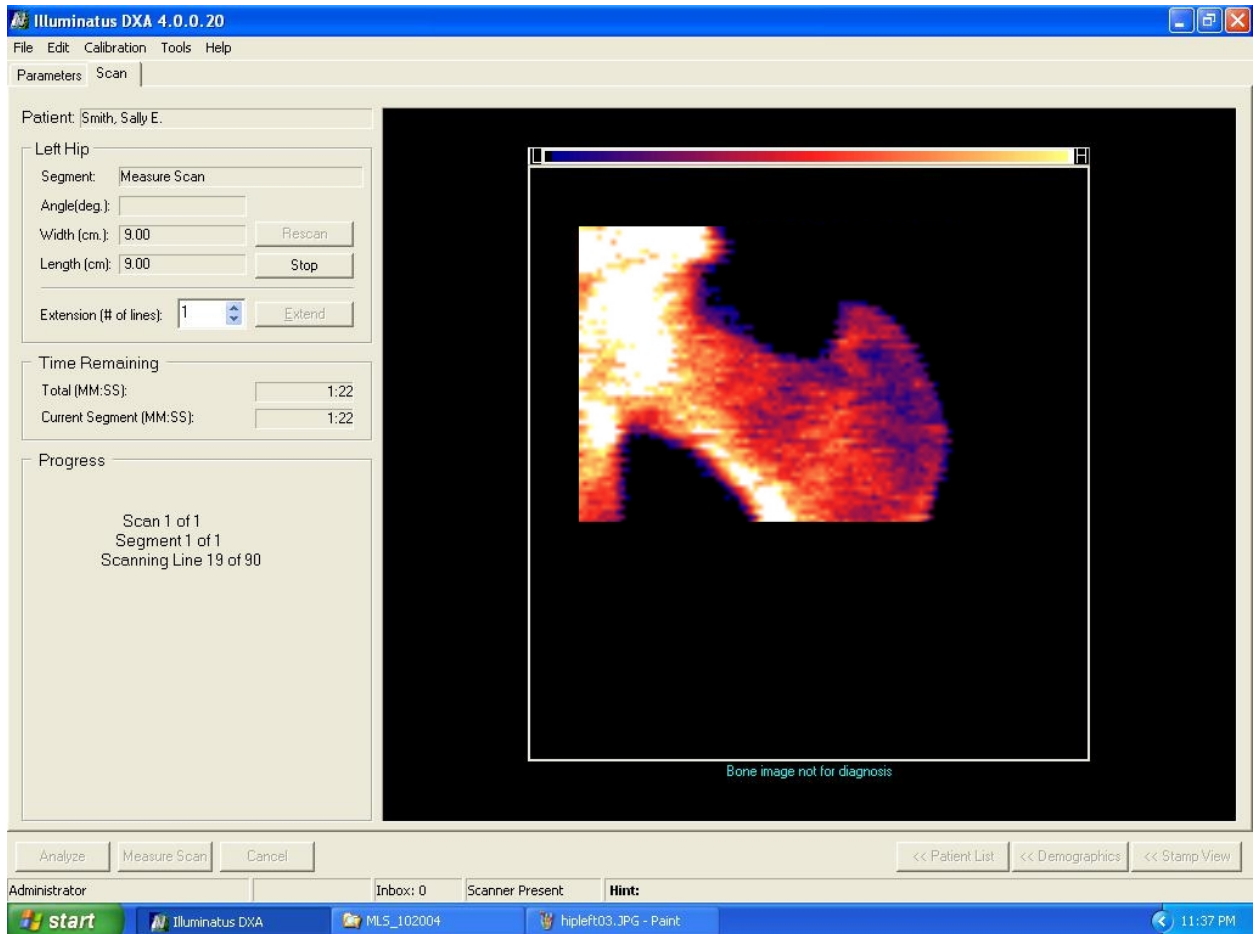 Illuminatus DXA 4.0.0.20
File Edit Calibration Tools Help
Parameters Scan
Patient: Smith, Sally E.
Left Hip
Segment: Measure Scan
Angle(deg.):
Width (cm.): 9.00 Rescan
Length (cm): 9.00 Stop
Extension (# of lines): 1 Extend
Time Remaining
Total (MM:SS): 1:22
Current Segment (MM:SS): 1:22
Progress
Scan 1 of 1
Segment 1 of 1
Scanning Line 19 of 90
L H
Bone image not for diagnosis
Analyze Measure Scan Cancel << Patient List << Demographics << Stamp View
Administrator Inbox: 0 Scanner Present Hint:
start Illuminatus DXA MLS_102004 hipleft03.JPG - Paint 11:37 PM